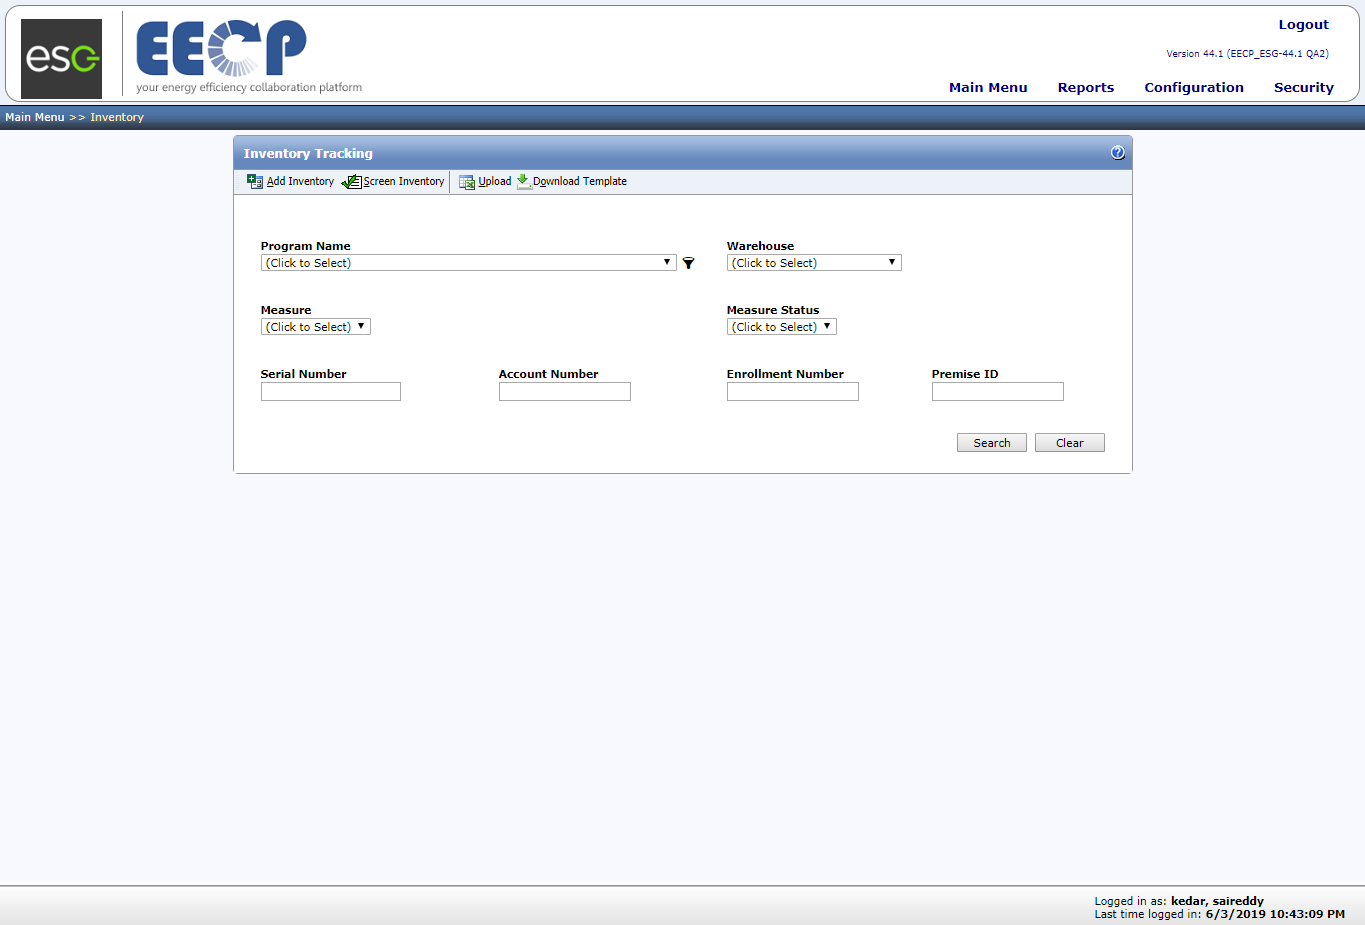 Logout
esg
EECP
Version 44.1 (EECP_ESG-44.1 QA2)
your energy efficiency collaboration platform
Main Menu Reports Configuration Security
Main Menu >> Inventory
Inventory Tracking ?
Add Inventory Screen Inventory Upload Download Template
Program Name Warehouse
(Click to Select) (Click to Select)
Measure Measure Status
(Click to Select) (Click to Select)
Serial Number Account Number Enrollment Number Premise ID
Search Clear
Logged in as: kedar, saireddy
Last time logged in: 6/3/2019 10:43:09 PM